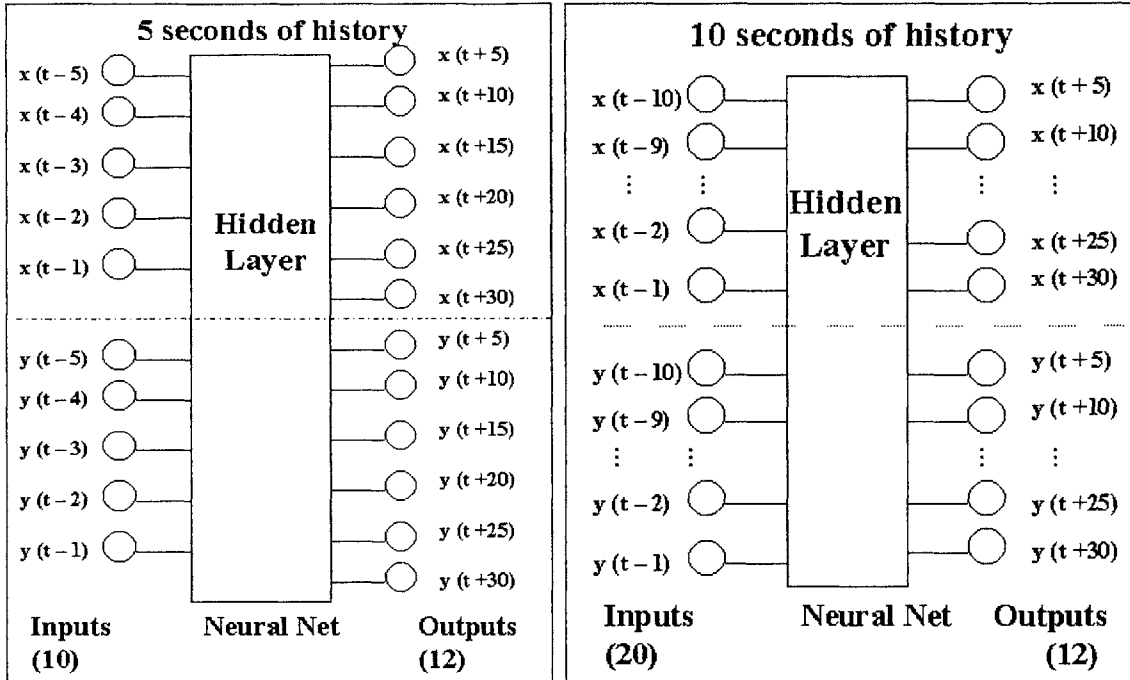 5 seconds of history
x (t – 5)
x (t – 4)
x (t – 3)
x (t – 2)
x (t – 1)
y (t – 5)
y (t – 4)
y (t – 3)
y (t – 2)
y (t – 1)
Hidden
Layer
x (t + 5)
x (t +10)
x (t +15)
x (t +20)
x (t +25)
x (t +30)
y (t + 5)
y (t +10)
y (t +15)
y (t +20)
y (t +25)
y (t +30)
Inputs
(10)
Neural Net
Outputs
(12)
10 seconds of history
x (t – 10)
x (t – 9)
⋮ ⋮
x (t – 2)
x (t – 1)
y (t – 10)
y (t – 9)
⋮ ⋮
y (t – 2)
y (t – 1)
Hidden
Layer
x (t + 5)
x (t +10)
⋮ ⋮
x (t +25)
x (t +30)
y (t + 5)
y (t +10)
⋮ ⋮
y (t +25)
y (t +30)
Inputs
(20)
Neural Net
Outputs
(12)